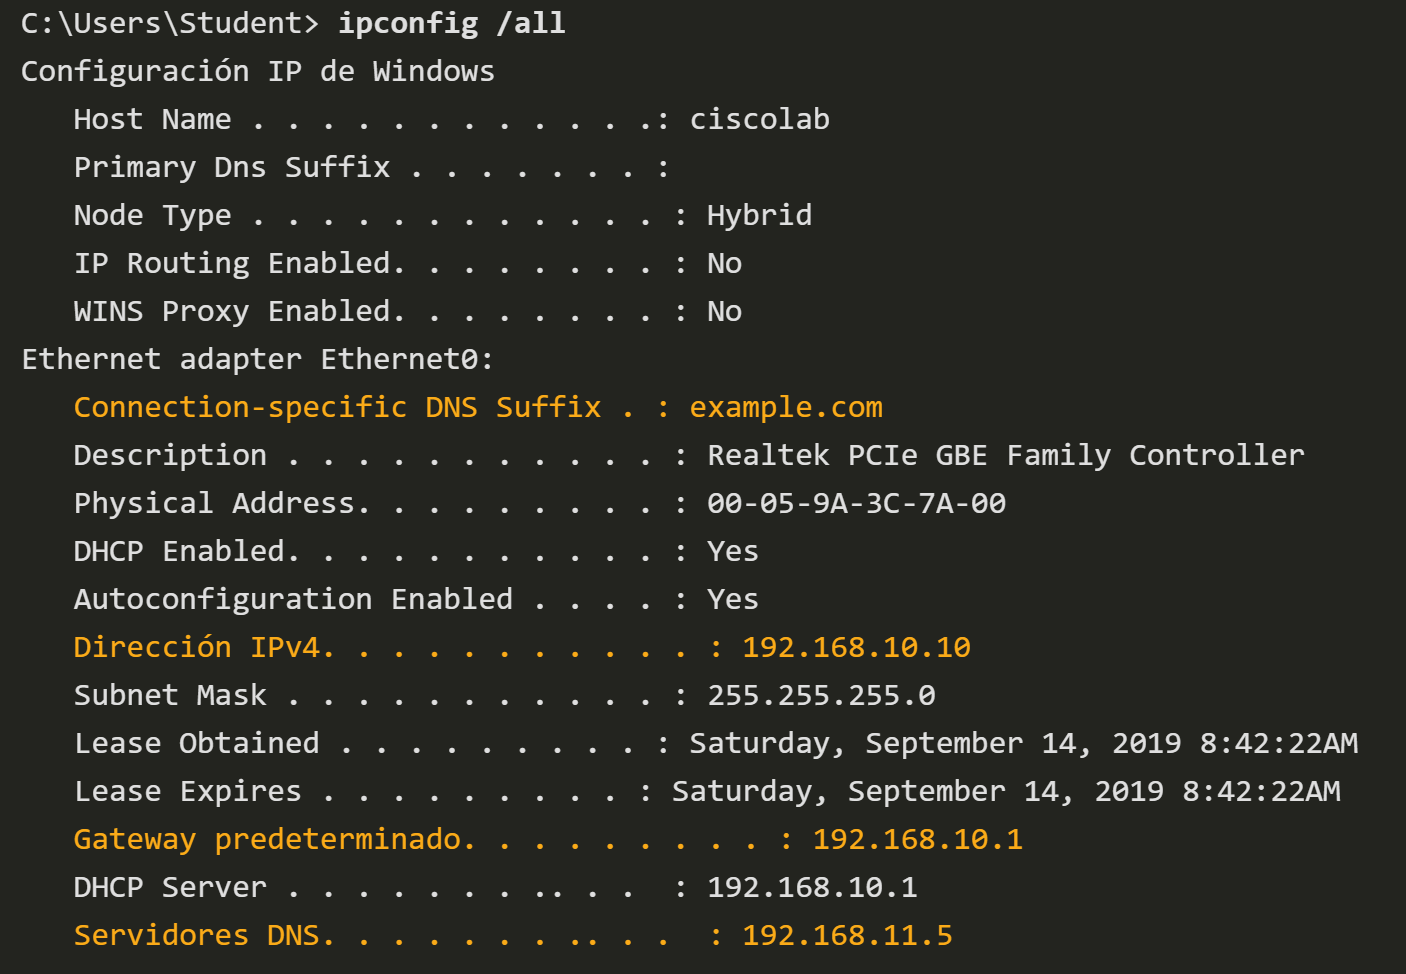 C:\Users\Student> ipconfig /all
Configuración IP de Windows
Host Name . . . . . . . . . . . .: ciscolab
Primary Dns Suffix . . . . . . . :
Node Type . . . . . . . . . . . . : Hybrid
IP Routing Enabled. . . . . . . . : No
WINS Proxy Enabled. . . . . . . . : No
Ethernet adapter Ethernet0:
Connection-specific DNS Suffix . : example.com
Description . . . . . . . . . . . : Realtek PCIe GBE Family Controller
Physical Address. . . . . . . . . : 00-05-9A-3C-7A-00
DHCP Enabled. . . . . . . . . . . : Yes
Autoconfiguration Enabled . . . . : Yes
Dirección IPv4. . . . . . . . . . . : 192.168.10.10
Subnet Mask . . . . . . . . . . . : 255.255.255.0
Lease Obtained . . . . . . . . . : Saturday, September 14, 2019 8:42:22AM
Lease Expires . . . . . . . . . : Saturday, September 14, 2019 8:42:22AM
Gateway predeterminado. . . . . . . . . : 192.168.10.1
DHCP Server . . . . . . . .. . .  : 192.168.10.1
Servidores DNS. . . . . . . .. . .  : 192.168.11.5